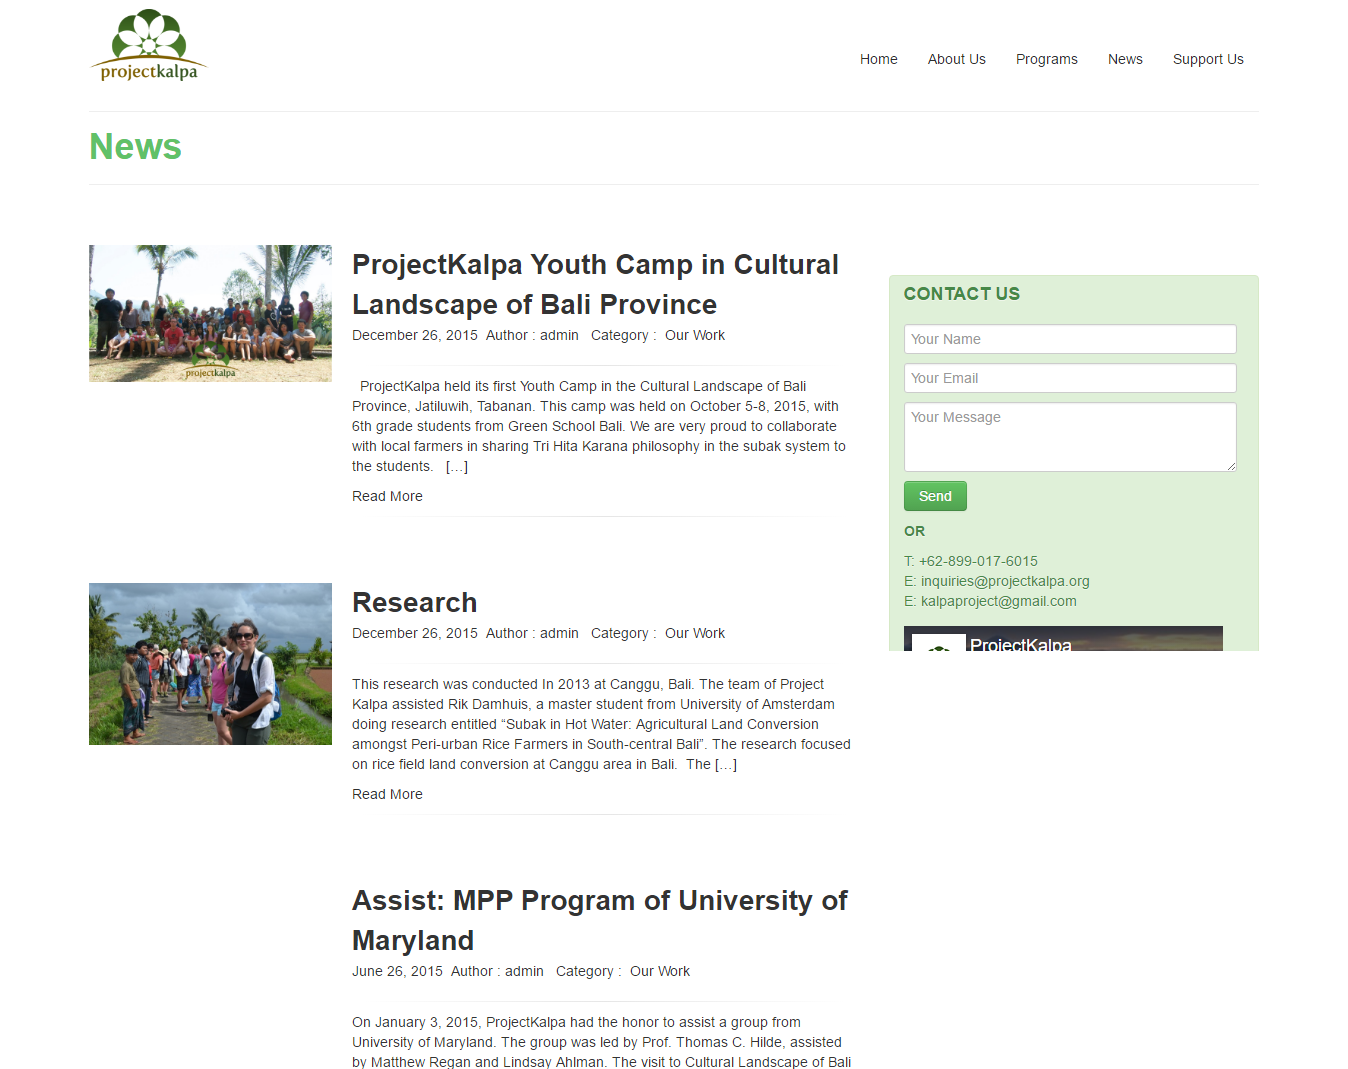 projectkalpa
Home About Us Programs News Support Us
News
projectkalpa
ProjectKalpa Youth Camp in Cultural
Landscape of Bali Province
December 26, 2015 Author : admin Category : Our Work
ProjectKalpa held its first Youth Camp in the Cultural Landscape of Bali
Province, Jatiluwih, Tabanan. This camp was held on October 5-8, 2015, with
6th grade students from Green School Bali. We are very proud to collaborate
with local farmers in sharing Tri Hita Karana philosophy in the subak system to
the students. […]
Read More
Research
December 26, 2015 Author : admin Category : Our Work
This research was conducted In 2013 at Canggu, Bali. The team of Project
Kalpa assisted Rik Damhuis, a master student from University of Amsterdam
doing research entitled “Subak in Hot Water: Agricultural Land Conversion
amongst Peri-urban Rice Farmers in South-central Bali”. The research focused
on rice field land conversion at Canggu area in Bali. The […]
Read More
Assist: MPP Program of University of
Maryland
June 26, 2015 Author : admin Category : Our Work
On January 3, 2015, ProjectKalpa had the honor to assist a group from
University of Maryland. The group was led by Prof. Thomas C. Hilde, assisted
by Matthew Regan and Lindsay Ahlman. The visit to Cultural Landscape of Bali
CONTACT US
Your Name
Your Email
Your Message
Send
OR
T: +62-899-017-6015
E: inquiries@projectkalpa.org
E: kalpaproject@gmail.com
ProjectKalpa